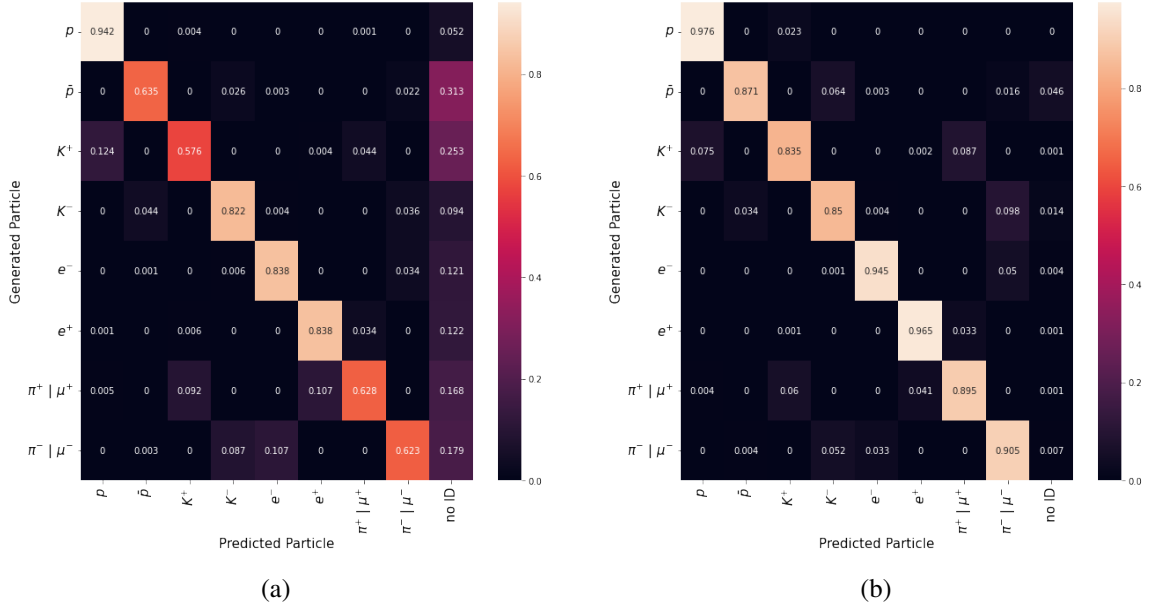 p 0.942 0 0.004 0 0 0 0.001 0 0.052
p̄ 0 0.635 0 0.026 0.003 0 0 0.022 0.313
K⁺ 0.124 0 0.576 0 0 0.004 0.044 0 0.253
K⁻ 0 0.044 0 0.822 0.004 0 0 0.036 0.094
e⁻ 0 0.001 0 0.006 0.838 0 0 0.034 0.121
e⁺ 0.001 0 0.006 0 0 0.838 0.034 0 0.122
π⁺ | μ⁺ 0.005 0 0.092 0 0 0.107 0.628 0 0.168
π⁻ | μ⁻ 0 0.003 0 0.087 0.107 0 0 0.623 0.179
Generated Particle
p p̄ K⁺ K⁻ e⁻ e⁺ π⁺ | μ⁺ π⁻ | μ⁻ no ID
Predicted Particle
0.8
0.6
0.4
0.2
0.0
(a)
p 0.976 0 0.023 0 0 0 0 0 0
p̄ 0 0.871 0 0.064 0.003 0 0 0.016 0.046
K⁺ 0.075 0 0.835 0 0 0.002 0.087 0 0.001
K⁻ 0 0.034 0 0.85 0.004 0 0 0.098 0.014
e⁻ 0 0 0 0.001 0.945 0 0 0.05 0.004
e⁺ 0 0 0.001 0 0 0.965 0.033 0 0.001
π⁺ | μ⁺ 0.004 0 0.06 0 0 0.041 0.895 0 0.001
π⁻ | μ⁻ 0 0.004 0 0.052 0.033 0 0 0.905 0.007
Generated Particle
p p̄ K⁺ K⁻ e⁻ e⁺ π⁺ | μ⁺ π⁻ | μ⁻ no ID
Predicted Particle
0.8
0.6
0.4
0.2
0.0
(b)